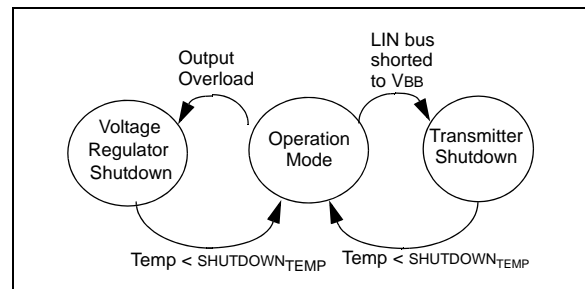 Output
Overload
LIN bus
shorted
to VBB
Voltage
Regulator
Shutdown
Operation
Mode
Transmitter
Shutdown
Temp < SHUTDOWNTEMP
Temp < SHUTDOWNTEMP